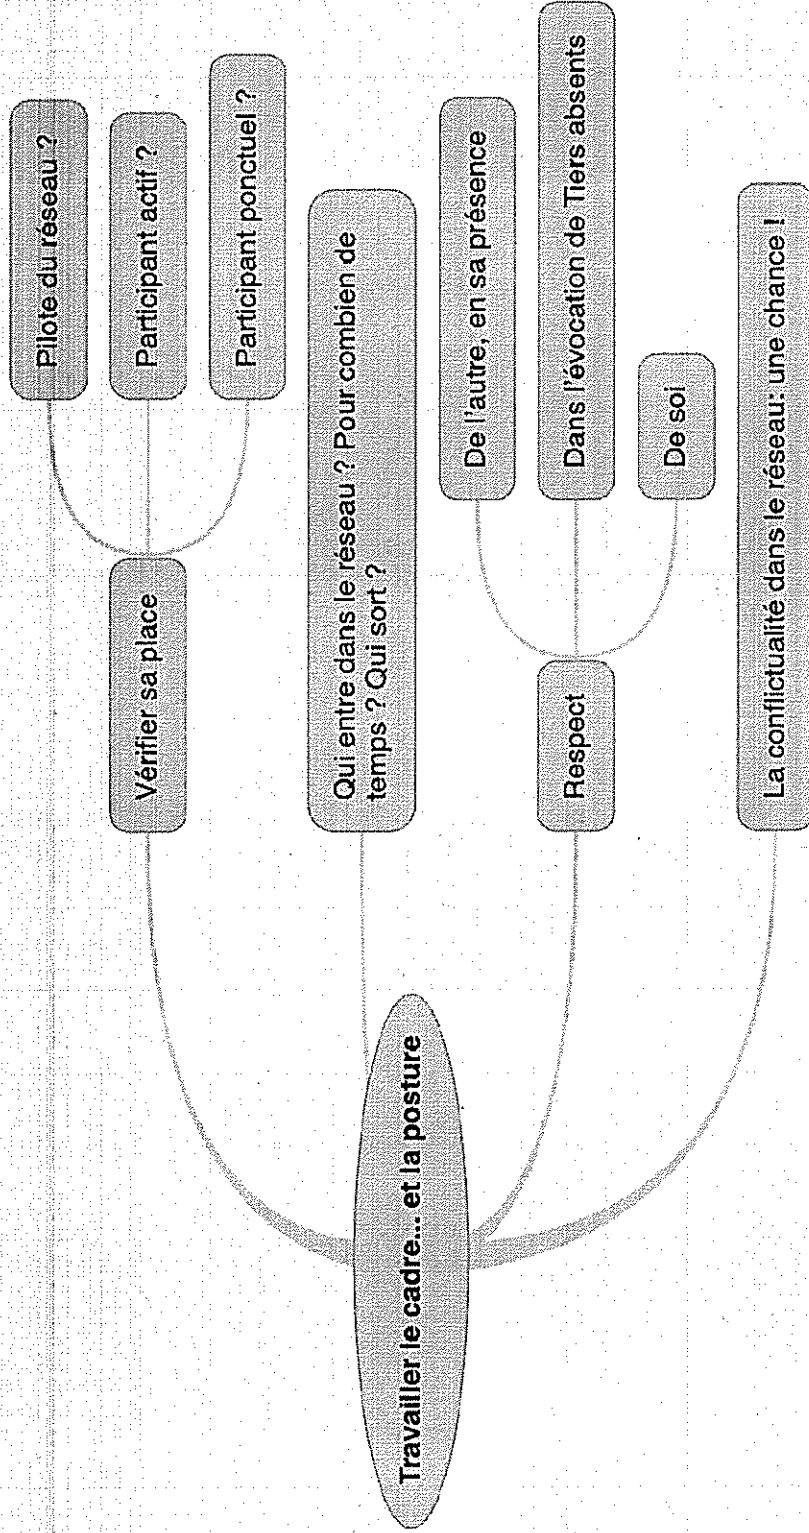 Travailler le cadre... et la posture
Vérifier sa place
Pilote du réseau ?
Participant actif ?
Participant ponctuel ?
Qui entre dans le réseau ? Pour combien de
temps ? Qui sort ?
Respect
De l'autre, en sa présence
Dans l'évocation de Tiers absents
De soi
La conflictualité dans le réseau: une chance !